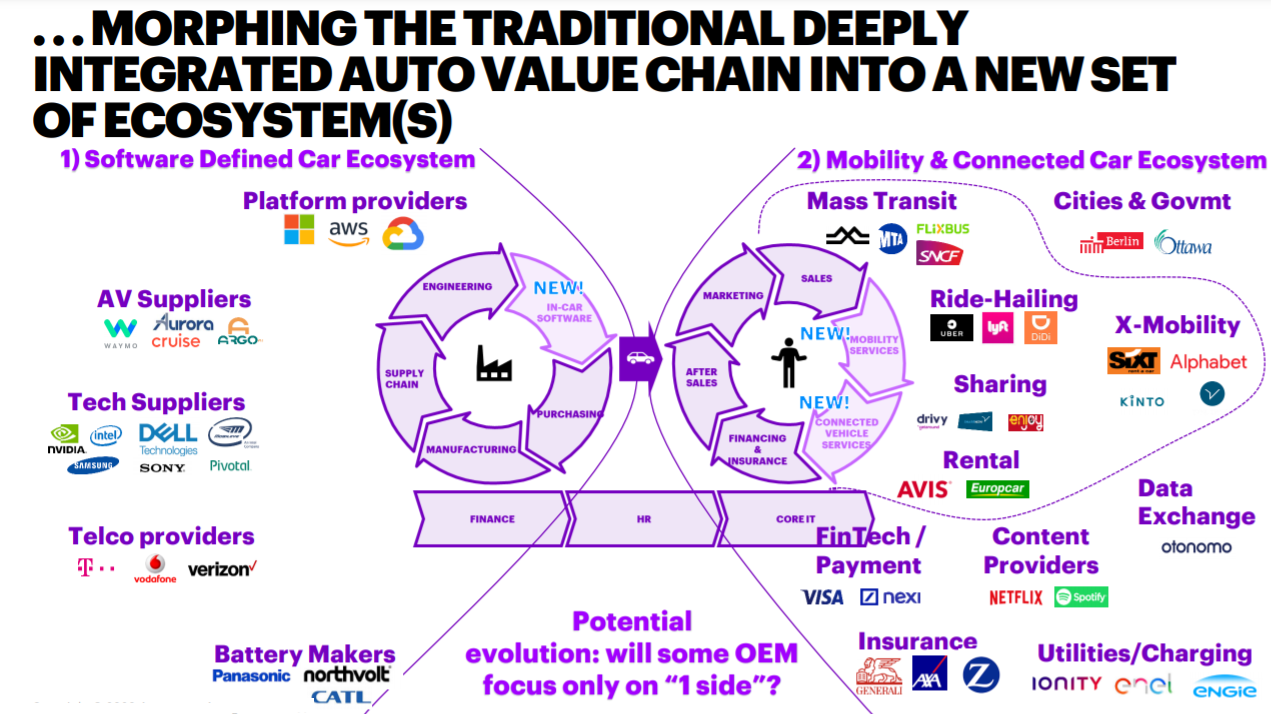 ...MORPHING THE TRADITIONAL DEEPLY
INTEGRATED AUTO VALUE CHAIN INTO A NEW SET
OF ECOSYSTEM(S)
1) Software Defined Car Ecosystem
2) Mobility & Connected Car Ecosystem
Platform providers
aws
AV Suppliers
WAYMO
Aurora
cruise
ARGO
Tech Suppliers
NVIDIA
intel
DELL
Technologies
SAMSUNG
SONY
Pivotal
Telco providers
T
vodafone
verizon
Battery Makers
Panasonic
northvolt
CATL
ENGINEERING
NEW!
IN-CAR
SOFTWARE
PURCHASING
MANUFACTURING
SUPPLY
CHAIN
MARKETING
SALES
NEW!
MOBILITY
SERVICES
NEW!
CONNECTED
VEHICLE
SERVICES
FINANCING
&
INSURANCE
AFTER
SALES
FINANCE
HR
CORE IT
Potential
evolution: will some OEM
focus only on “1 side”?
Mass Transit
MTA
FLiXBUS
SNCF
Cities & Govmt
Berlin
Ottawa
Ride-Hailing
UBER
lyft
DiDi
X-Mobility
SiXT
Alphabet
KINTO
Sharing
drivy
enjoy
Rental
AVIS
Europcar
Data
Exchange
otonomo
FinTech /
Payment
VISA
nexi
Content
Providers
NETFLIX
Spotify
Insurance
GENERALI
AXA
Z
Utilities/Charging
IONITY
enel
ENGIE